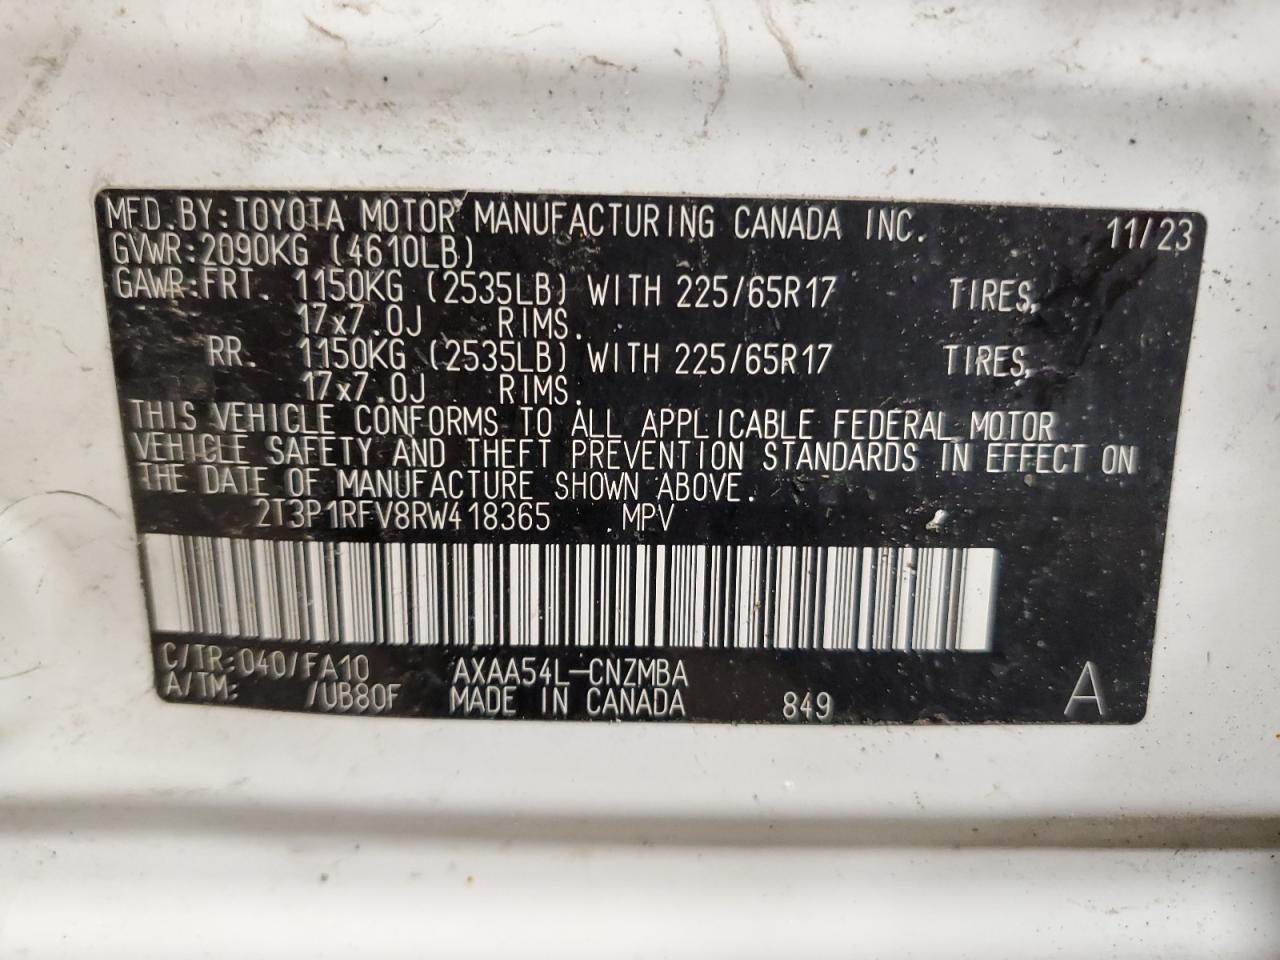 MFD.BY:TOYOTA MOTOR MANUFACTURING CANADA INC. 11/23
GVWR:2090KG (4610LB)
GAWR:FRT. 1150KG (2535LB) WITH 225/65R17 TIRES,
17x7.0J RIMS.
RR. 1150KG (2535LB) WITH 225/65R17 TIRES,
17x7.0J RIMS.
THIS VEHICLE CONFORMS TO ALL APPLICABLE FEDERAL MOTOR
VEHICLE SAFETY AND THEFT PREVENTION STANDARDS IN EFFECT ON
THE DATE OF MANUFACTURE SHOWN ABOVE.
2T3P1RFV8RW418365 MPV
C/TR:040/FA10 AXAA54L-CNZMBA
A/TM: /UB80F MADE IN CANADA 849 A